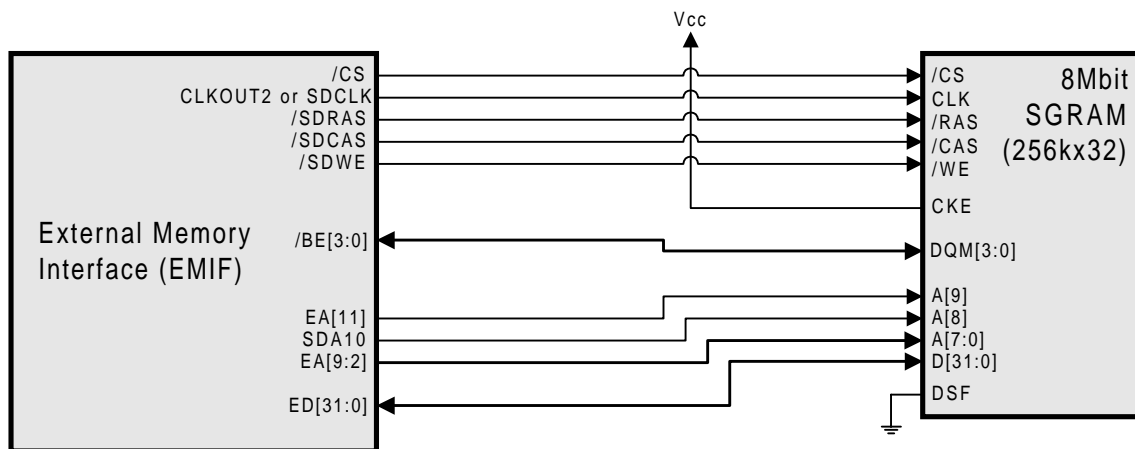 Vcc
/CS
CLKOUT2 or SDCLK
/SDRAS
/SDCAS
/SDWE
External Memory
Interface (EMIF)
/BE[3:0]
EA[11]
SDA10
EA[9:2]
ED[31:0]
/CS
CLK
/RAS
/CAS
/WE
8Mbit
SGRAM
(256kx32)
CKE
DQM[3:0]
A[9]
A[8]
A[7:0]
D[31:0]
DSF